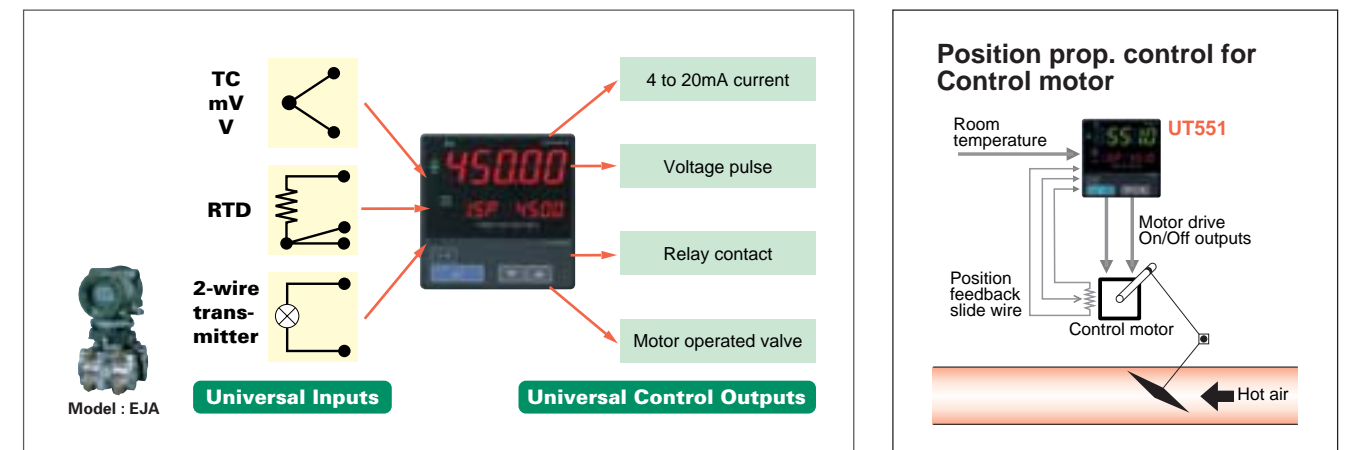 TC
mV
V
RTD
2-wire
trans-
mitter
Model : EJA
Universal Inputs
450.00
1SP 450.0
4 to 20mA current
Voltage pulse
Relay contact
Motor operated valve
Universal Control Outputs
Position prop. control for
Control motor
Room
temperature
UT551
Motor drive
On/Off outputs
Position
feedback
slide wire
Control motor
Hot air